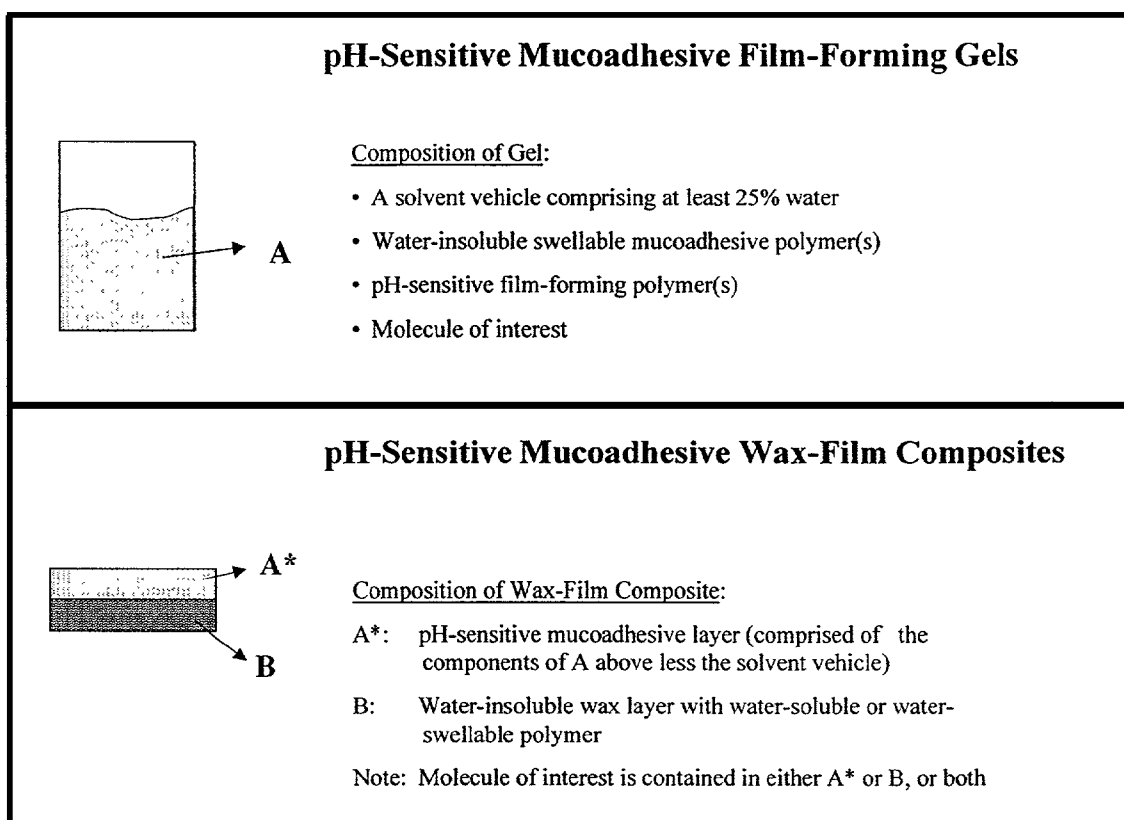 pH-Sensitive Mucoadhesive Film-Forming Gels
Composition of Gel:
• A solvent vehicle comprising at least 25% water
• Water-insoluble swellable mucoadhesive polymer(s)
A
• pH-sensitive film-forming polymer(s)
• Molecule of interest
pH-Sensitive Mucoadhesive Wax-Film Composites
A*
Composition of Wax-Film Composite:
A*: pH-sensitive mucoadhesive layer (comprised of the
components of A above less the solvent vehicle)
B
B: Water-insoluble wax layer with water-soluble or water-
swellable polymer
Note: Molecule of interest is contained in either A* or B, or both